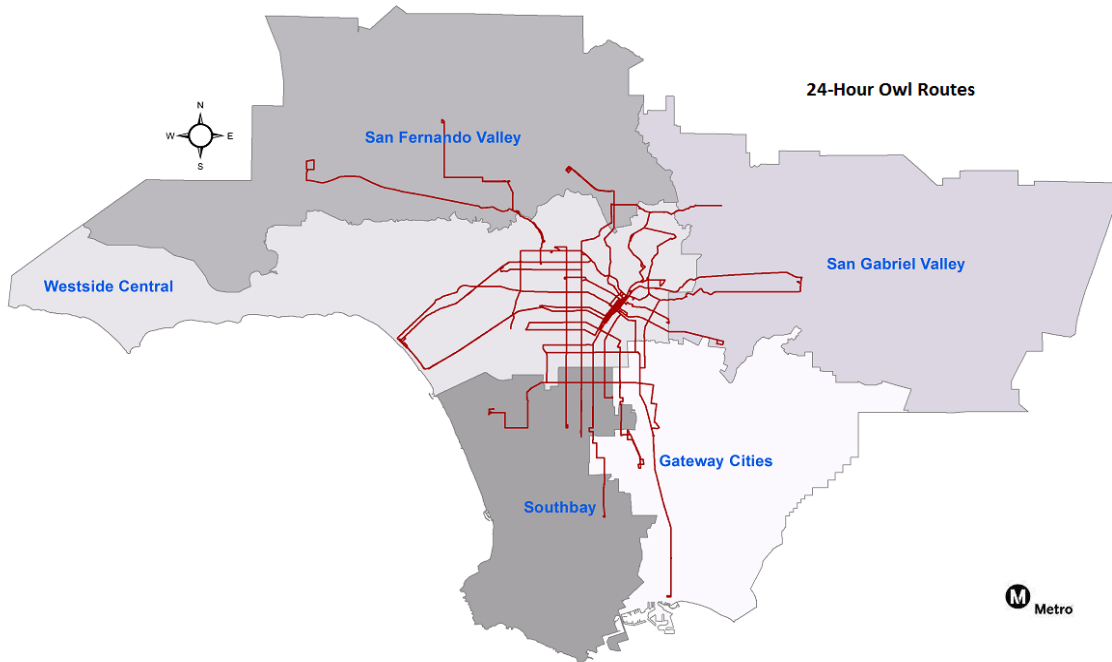 24-Hour Owl Routes
N
W E
S
San Fernando Valley
San Gabriel Valley
Westside Central
Gateway Cities
Southbay
M
Metro